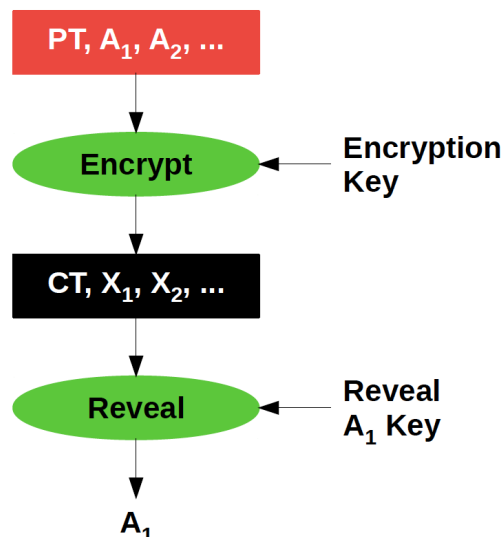 PT, A₁, A₂, ...
Encrypt
Encryption
Key
CT, X₁, X₂, ...
Reveal
Reveal
A₁ Key
A₁